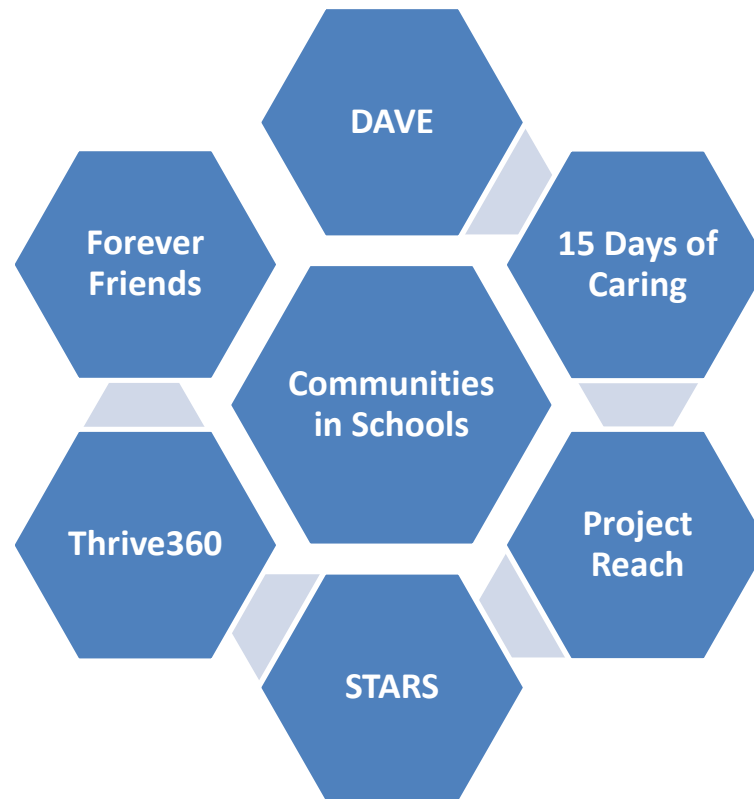 DAVE
15 Days of
Caring
Forever
Friends
Communities
in Schools
Project
Reach
Thrive360
STARS